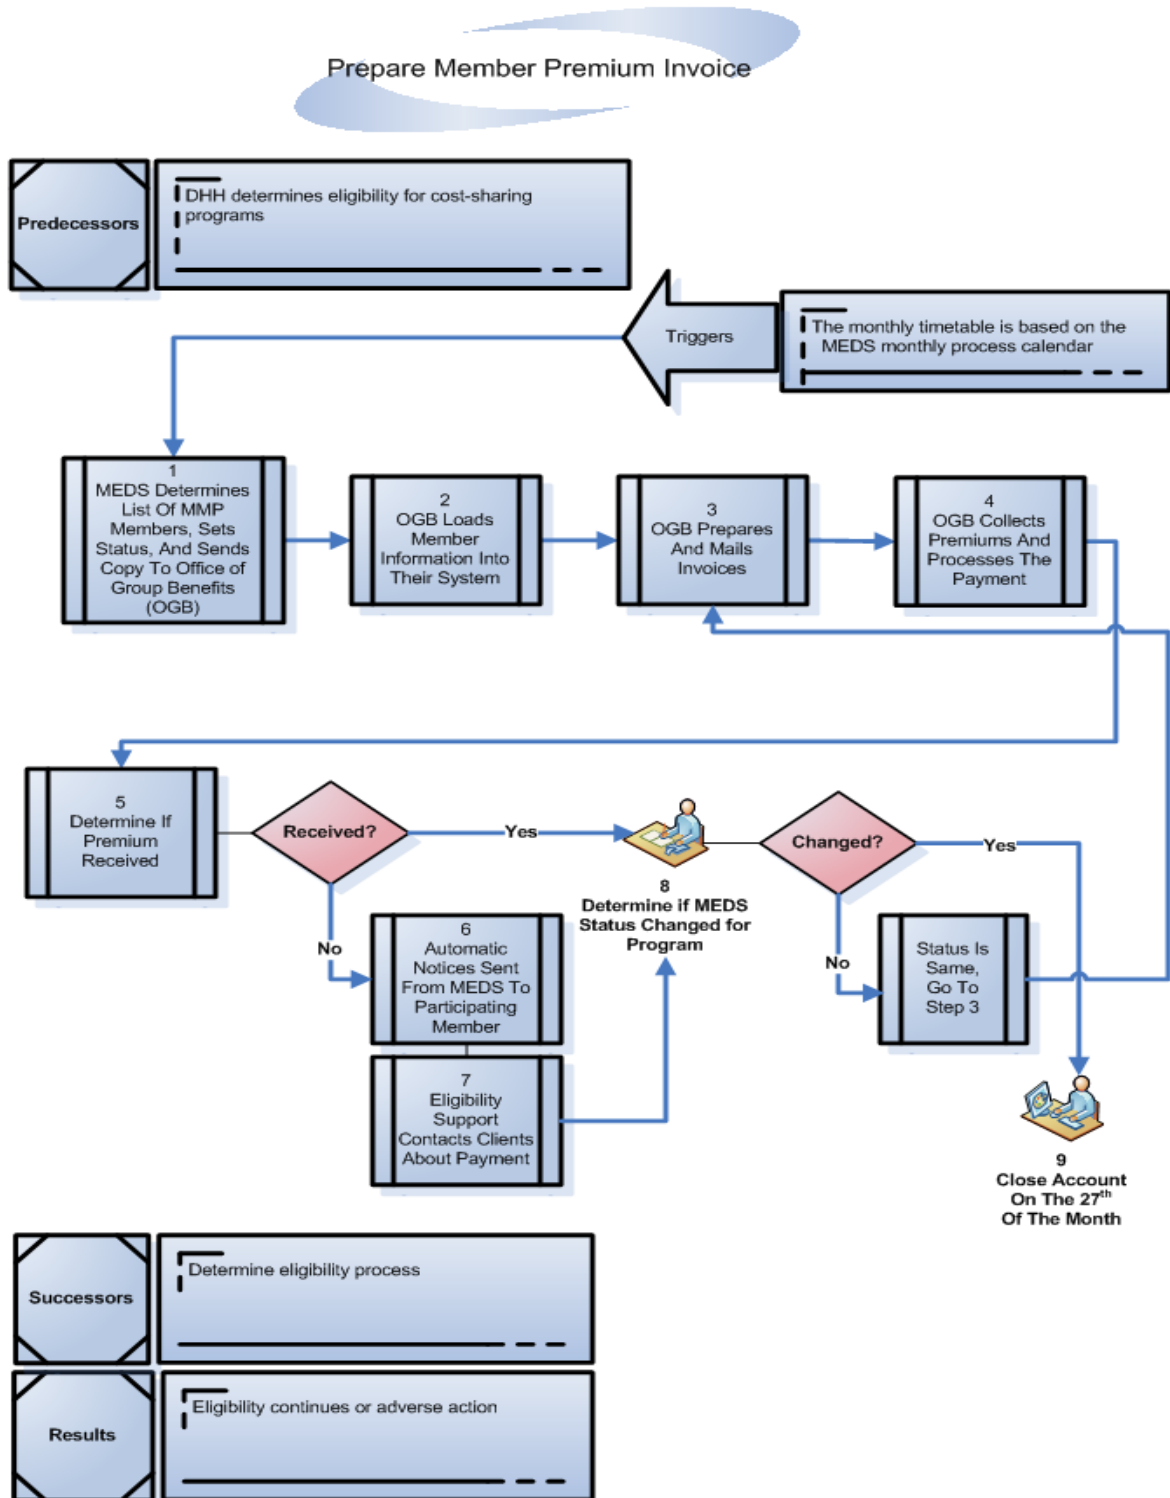 Prepare Member Premium Invoice
Predecessors
DHH determines eligibility for cost-sharing
programs
Triggers
The monthly timetable is based on the
MEDS monthly process calendar
1
MEDS Determines
List Of MMP
Members, Sets
Status, And Sends
Copy To Office of
Group Benefits
(OGB)
2
OGB Loads
Member
Information Into
Their System
3
OGB Prepares
And Mails
Invoices
4
OGB Collects
Premiums And
Processes The
Payment
5
Determine If
Premium
Received
Received?
Yes
No
6
Automatic
Notices Sent
From MEDS To
Participating
Member
7
Eligibility
Support
Contacts Clients
About Payment
8
Determine if MEDS
Status Changed for
Program
Changed?
Yes
No
Status Is
Same,
Go To
Step 3
9
Close Account
On The 27th
Of The Month
Successors
Determine eligibility process
Results
Eligibility continues or adverse action